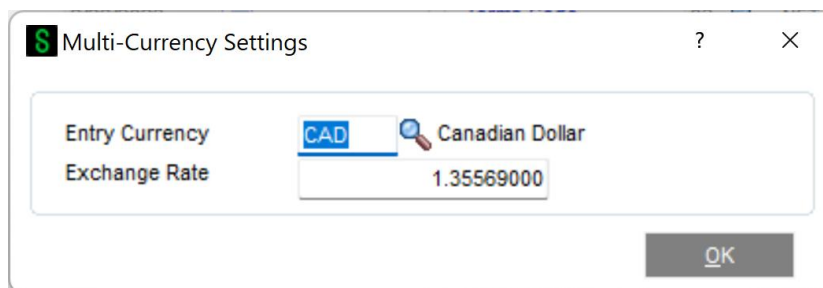 S Multi-Currency Settings ?
Entry Currency CAD Canadian Dollar
Exchange Rate 1.35569000
OK